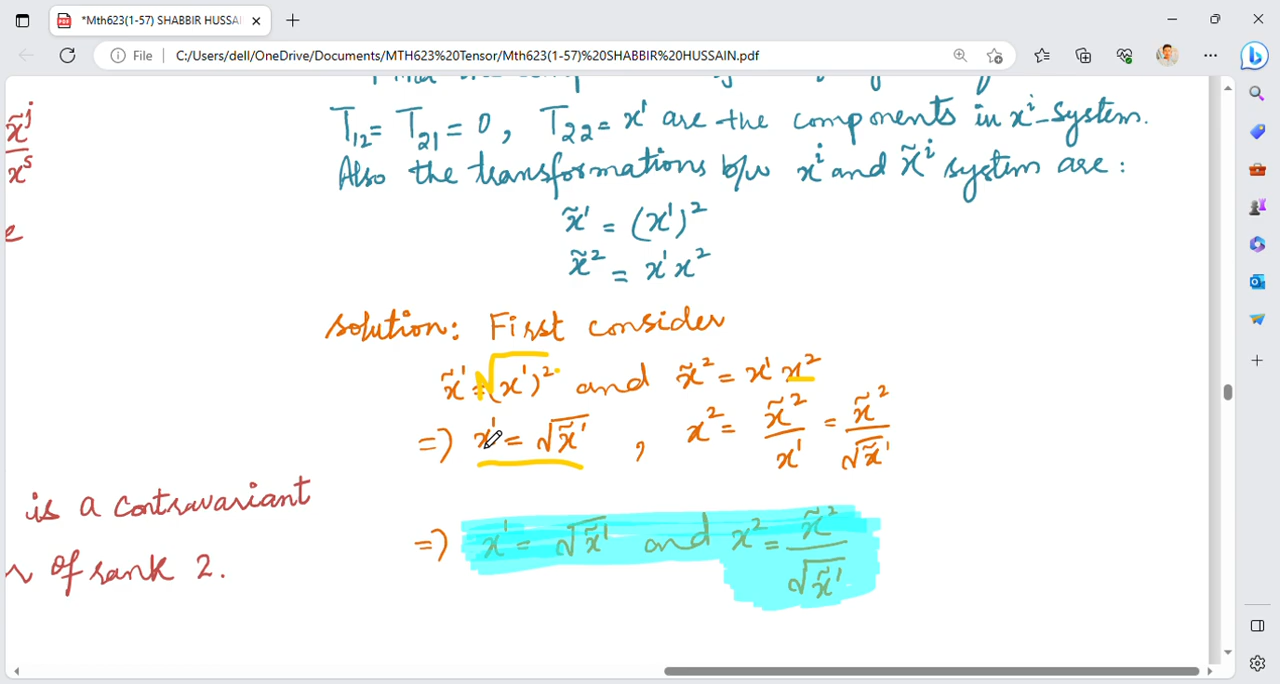 *Mth623(1-57) SHABBIR HUSSAI
File C:/Users/dell/OneDrive/Documents/MTH623%20Tensor/Mth623(1-57)%20SHABBIR%20HUSSAIN.pdf
T₁₂ = T₂₁ = 0, T₂₂ = x¹ are the components in xⁱ-system.
Also the transformations b/w xⁱ and x̃ⁱ system are:
x̃¹ = (x¹)²
x̃² = x¹x²
solution: First consider
x̃¹ = (x¹)² and x̃² = x¹x²
=) x¹ = √x̃¹ , x² = x̃²/x¹ = x̃²/√x̃¹
=) x¹ = √x̃¹ and x² = x̃²/√x̃¹
x̃ʲ
xˢ
e
is a contravariant
of rank 2.